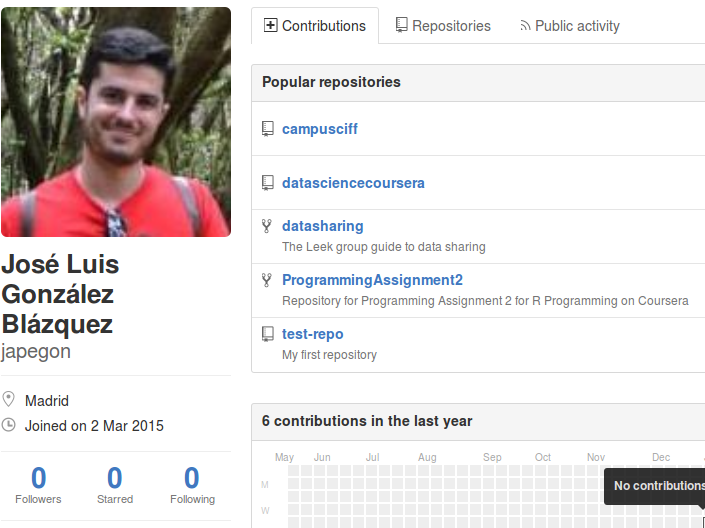 Contributions
Repositories
Public activity
Popular repositories
campusciff
datasciencecoursera
datasharing
The Leek group guide to data sharing
ProgrammingAssignment2
Repository for Programming Assignment 2 for R Programming on Coursera
test-repo
My first repository
José Luis
González
Blázquez
japegon
Madrid
Joined on 2 Mar 2015
0 0 0
Followers Starred Following
6 contributions in the last year
May Jun Jul Aug Sep Oct Nov Dec
M
W
No contributions